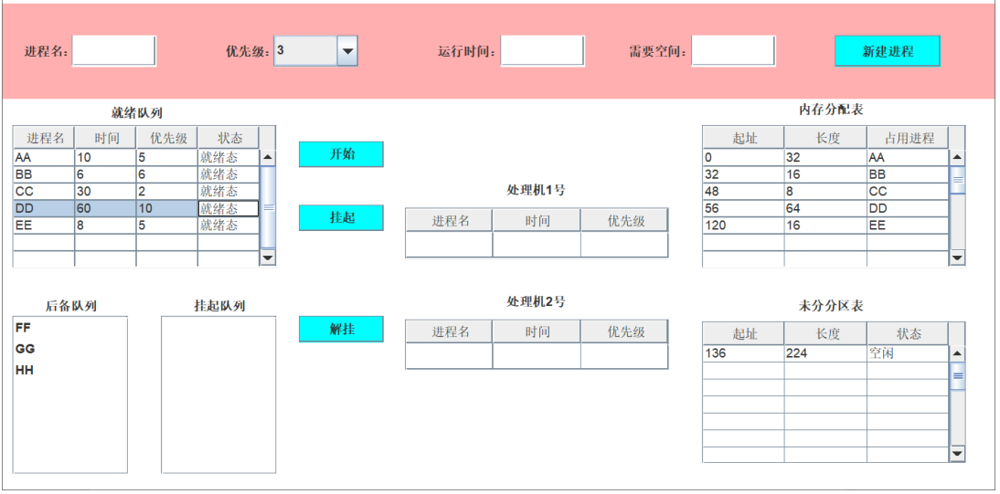 进程名: 优先级: 3 运行时间: 需要空间: 新建进程
就绪队列
进程名 时间 优先级 状态
AA 10 5 就绪态
BB 6 6 就绪态
CC 30 2 就绪态
DD 60 10 就绪态
EE 8 5 就绪态
开始
挂起
处理机1号
进程名 时间 优先级
内存分配表
起址 长度 占用进程
0 32 AA
32 16 BB
48 8 CC
56 64 DD
120 16 EE
后备队列
FF
GG
HH
挂起队列
解挂
处理机2号
进程名 时间 优先级
未分分区表
起址 长度 状态
136 224 空闲